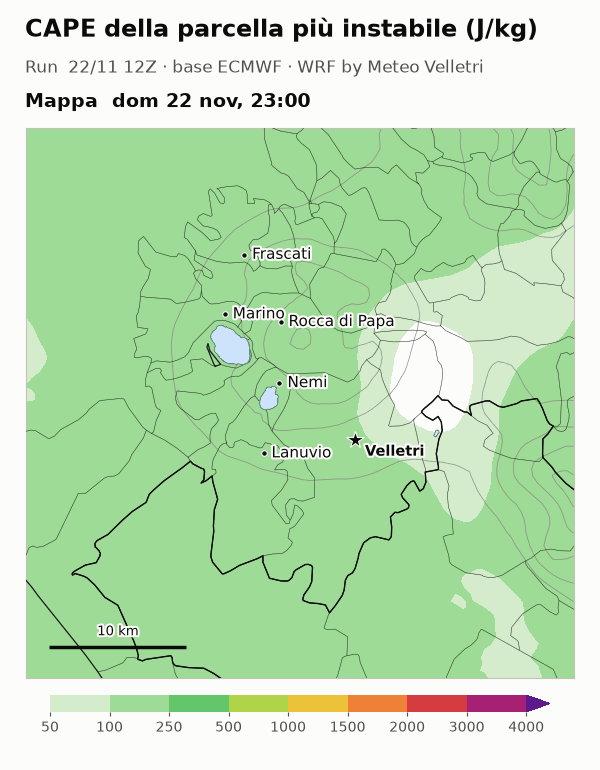 CAPE della parcella più instabile (J/kg)
Run  22/11 12Z · base ECMWF · WRF by Meteo Velletri
Mappa  dom 22 nov, 23:00
Frascati
Marino
Rocca di Papa
Nemi
Velletri
Lanuvio
10 km
50 100 250 500 1000 1500 2000 3000 4000